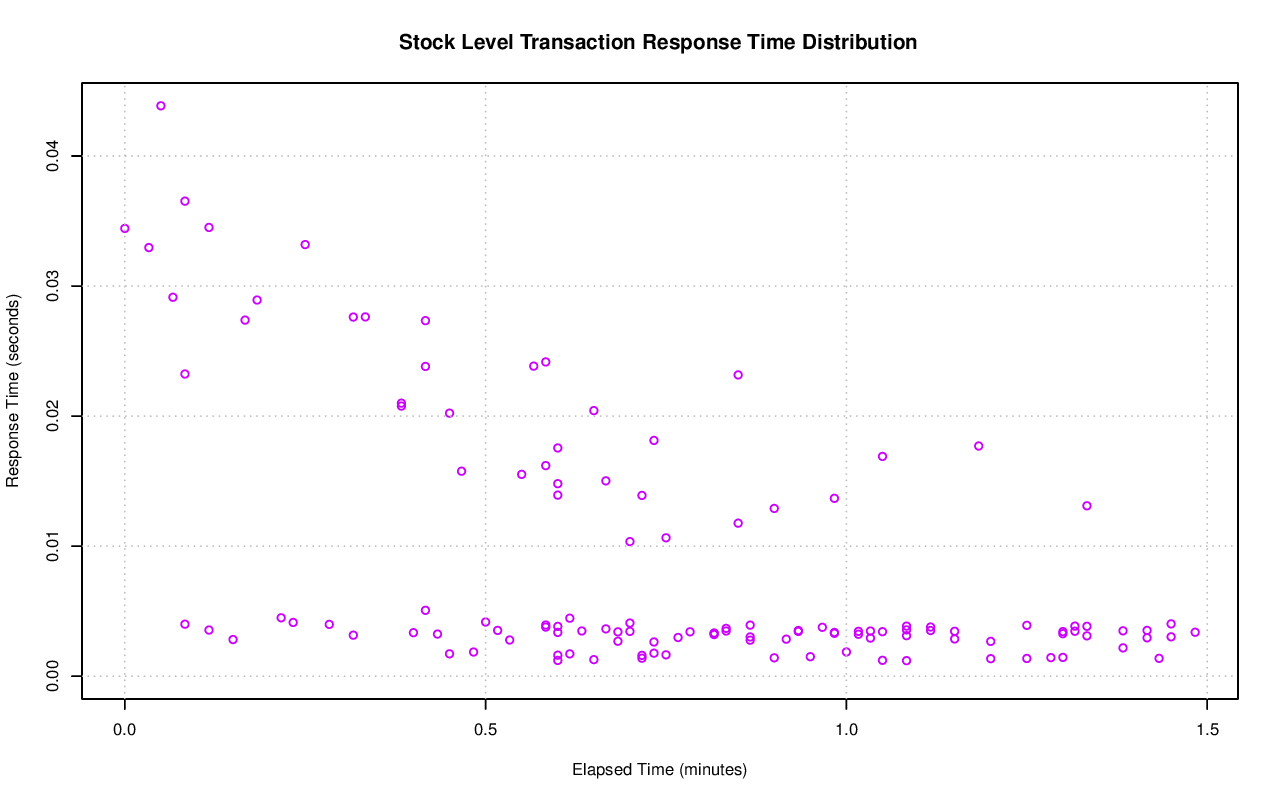 Stock Level Transaction Response Time Distribution
Response Time (seconds)
0.04
0.03
0.02
0.01
0.00
0.0 0.5 1.0 1.5
Elapsed Time (minutes)